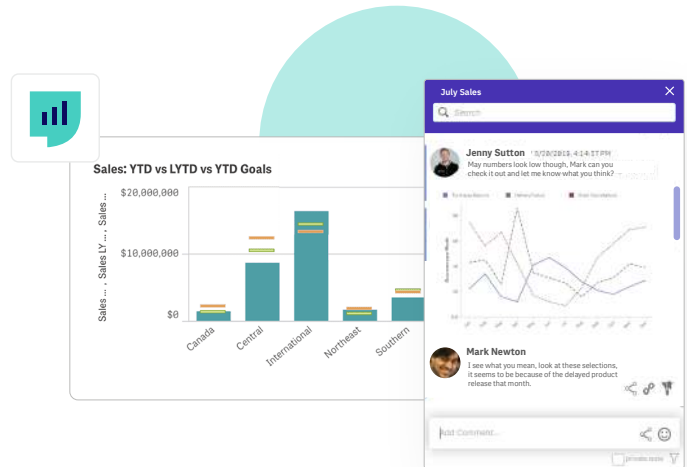 July Sales
Search
Sales: YTD vs LYTD vs YTD Goals
Sales ... , Sales LY ... , Sales ...
$20,000,000
$10,000,000
$0
Canada
Central
International
Northeast
Southern
Jenny Sutton
May numbers look low though, Mark can you
check it out and let me know what you think?
Mark Newton
I see what you mean, look at these selections,
it seems to be because of the delayed product
release that month.
Add Comment...
private note